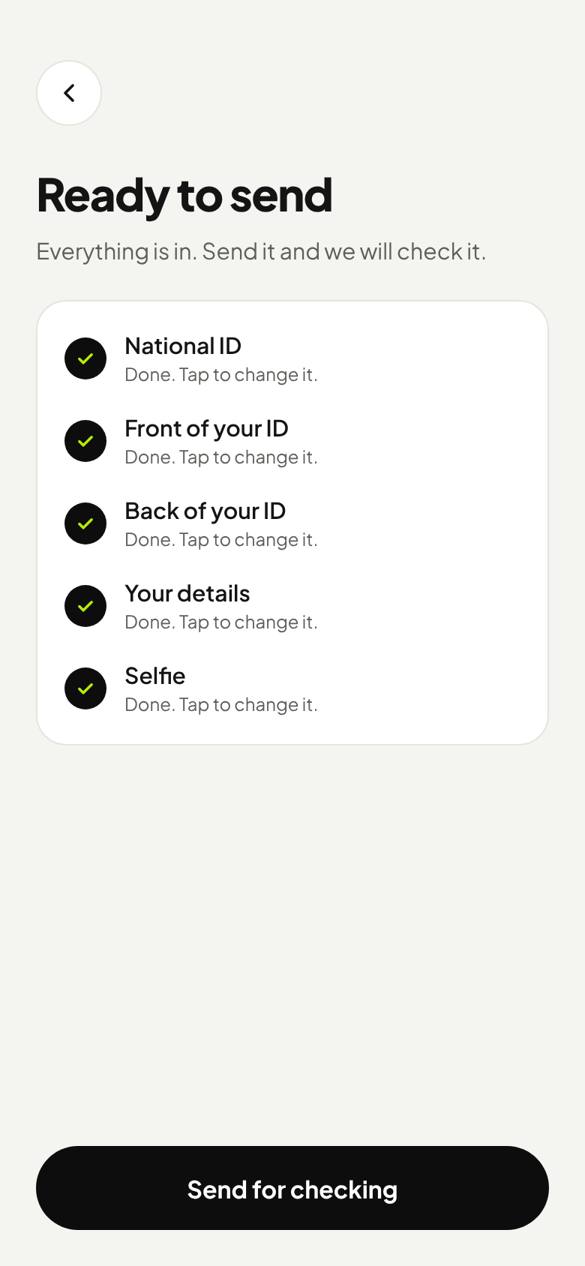 Ready to send
Everything is in. Send it and we will check it.
National ID
Done. Tap to change it.
Front of your ID
Done. Tap to change it.
Back of your ID
Done. Tap to change it.
Your details
Done. Tap to change it.
Selfie
Done. Tap to change it.
Send for checking